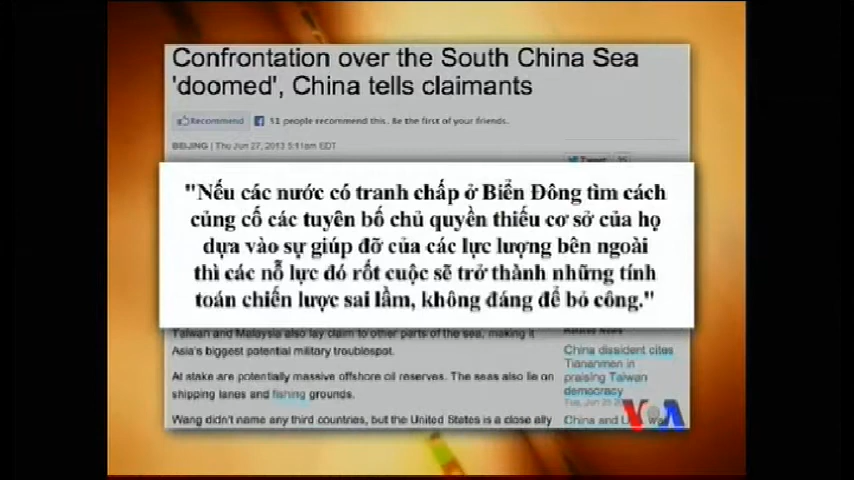 Confrontation over the South China Sea
'doomed', China tells claimants
Recommend 11 people recommend this. Be the first of your friends.
BEIJING | Thu Jun 27, 2013 5:11am EDT
Tweet 15
"Nếu các nước có tranh chấp ở Biển Đông tìm cách
củng cố các tuyên bố chủ quyền thiếu cơ sở của họ
dựa vào sự giúp đỡ của các lực lượng bên ngoài
thì các nỗ lực đó rốt cuộc sẽ trở thành những tính
toán chiến lược sai lầm, không đáng để bỏ công."
Taiwan and Malaysia also lay claim to other parts of the sea, making it
Asia's biggest potential military troublespot.
At stake are potentially massive offshore oil reserves. The seas also lie on
shipping lanes and fishing grounds.
Wang didn't name any third countries, but the United States is a close ally
China dissident cites
Tiananmen in
praising Taiwan
democracy
China and
VOA